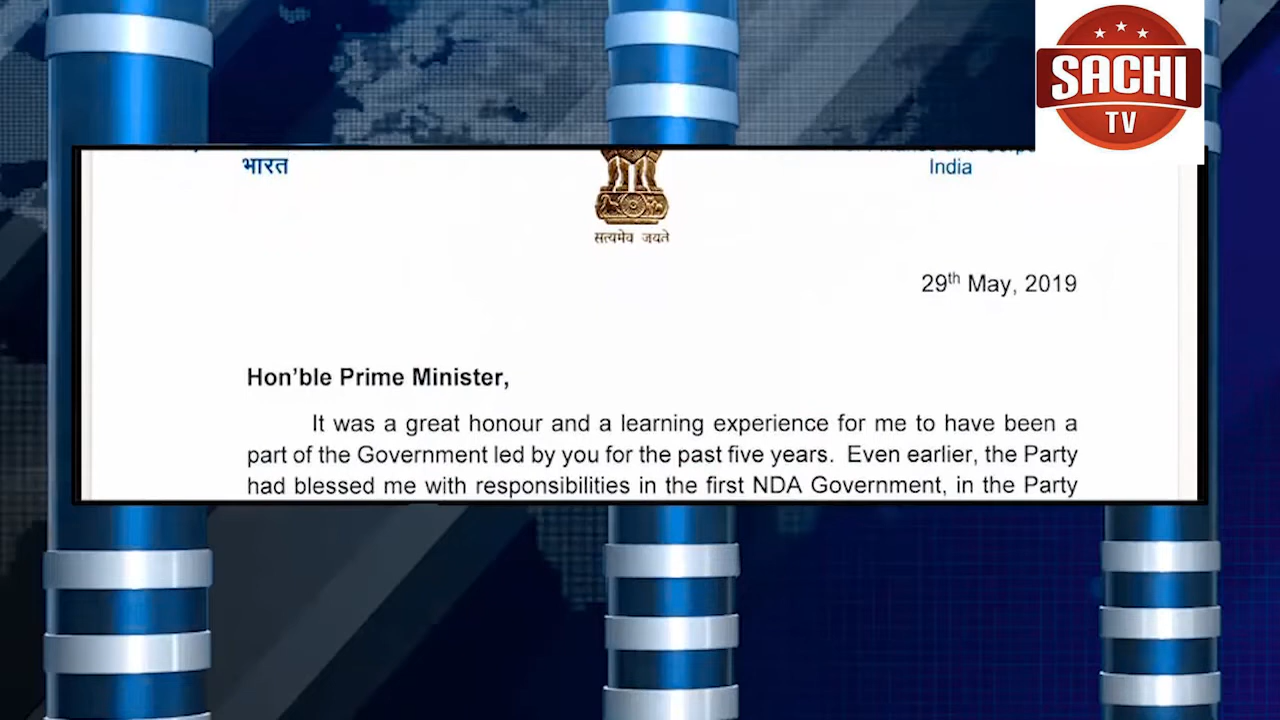 SACHI
TV
भारत
India
सत्यमेव जयते
29th May, 2019
Hon'ble Prime Minister,
It was a great honour and a learning experience for me to have been a
part of the Government led by you for the past five years. Even earlier, the Party
had blessed me with responsibilities in the first NDA Government, in the Party